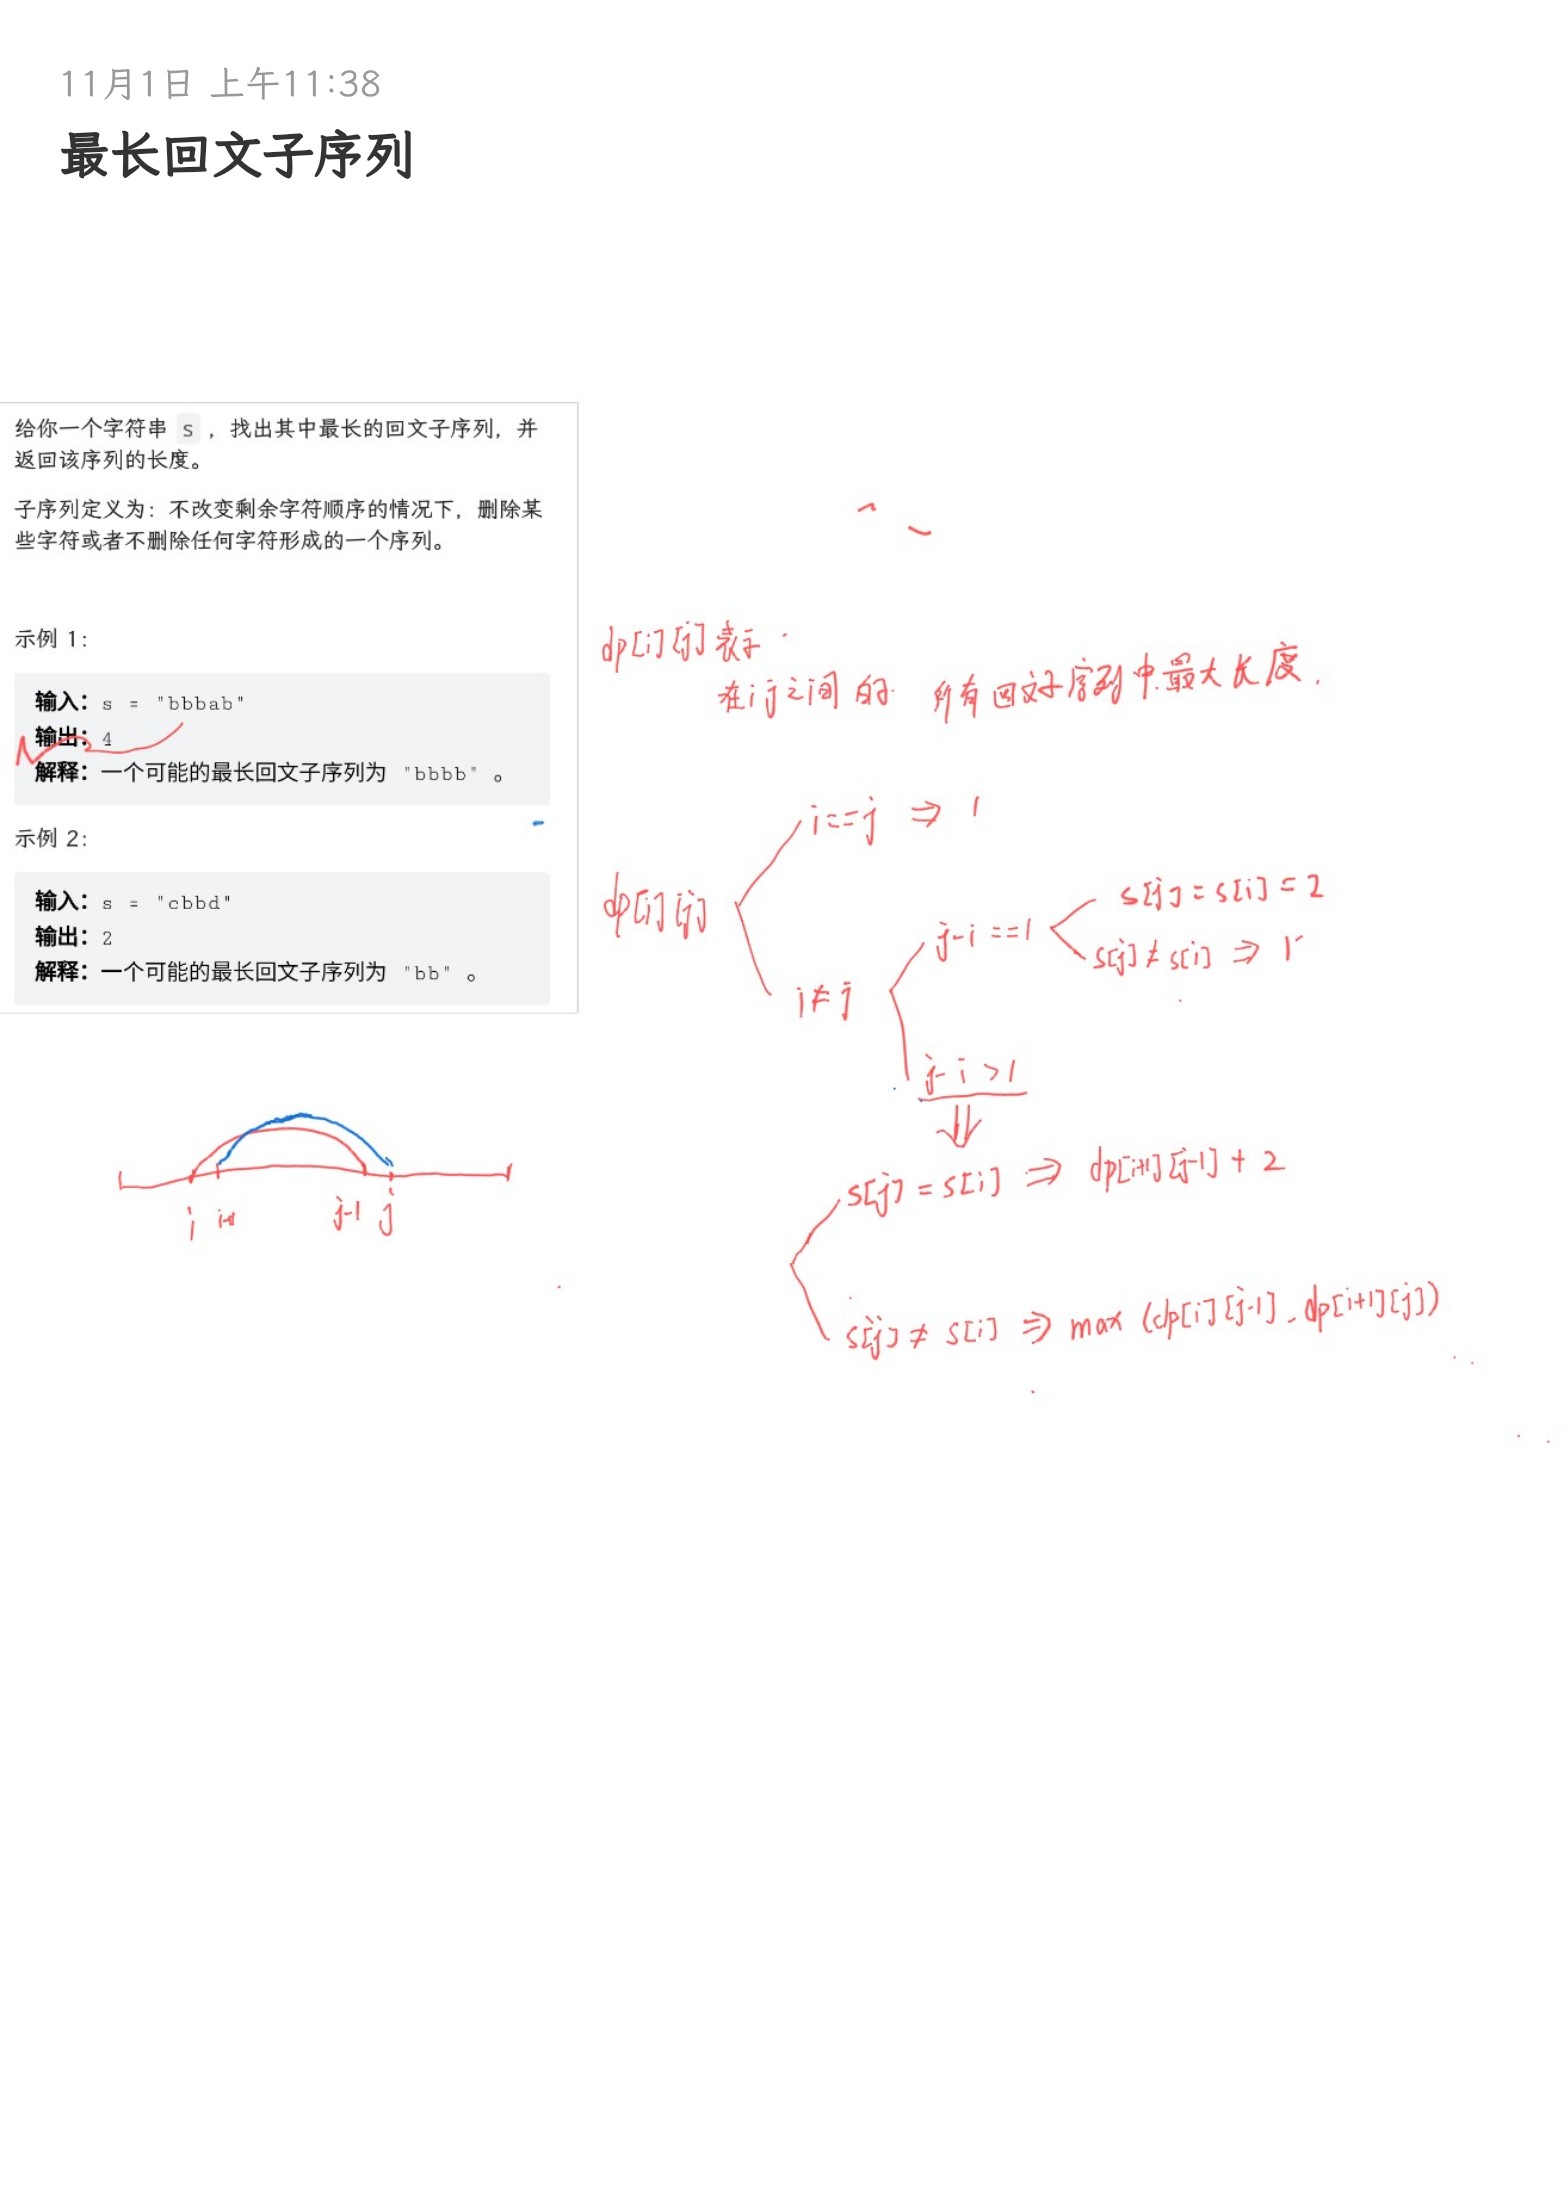 11月1日 上午11:38
最长回文子序列
给你一个字符串 s ，找出其中最长的回文子序列，并
返回该序列的长度。
子序列定义为：不改变剩余字符顺序的情况下，删除某
些字符或者不删除任何字符形成的一个序列。
示例 1：
输入：s = "bbbab"
输出：4
解释：一个可能的最长回文子序列为 "bbbb" 。
示例 2：
输入：s = "cbbd"
输出：2
解释：一个可能的最长回文子序列为 "bb" 。
dp[i][j] 表示
在 i j 之间的 所有回文子序列中最大长度.
dp[i][j]
i==j ⇒ 1
i≠j
j-i==1
s[j]=s[i]=2
s[j]≠s[i] ⇒ 1
j-i>1
s[j]=s[i] ⇒ dp[i+1][j-1]+2
s[j]≠s[i] ⇒ max(dp[i][j-1], dp[i+1][j])
i i+1 j-1 j